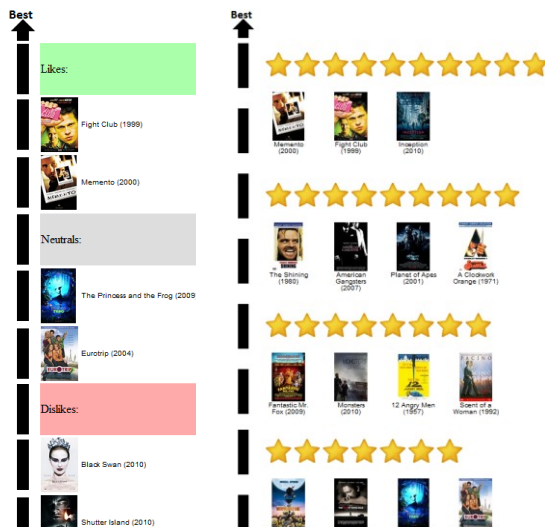 Best
Likes:
Fight Club (1999)
Memento (2000)
Neutrals:
The Princess and the Frog (2009
Eurotrip (2004)
Dislikes:
Black Swan (2010)
Shutter Island (2010)
Best
Memento
(2000)
Fight Club
(1999)
Inception
(2010)
The Shining
(1980)
American
Gangsters
(2007)
Planet of Apes
(2001)
A Clockwork
Orange (1971)
Fantastic Mr.
Fox (2009)
Monsters
(2010)
12 Angry Men
(1957)
Scent of a
Woman (1992)